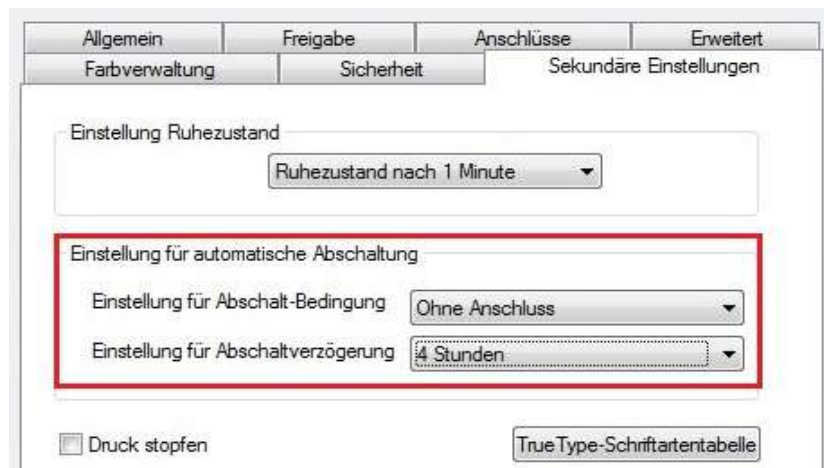 Allgemein Freigabe Anschlüsse Erweitert
Farbverwaltung Sicherheit Sekundäre Einstellungen
Einstellung Ruhezustand
Ruhezustand nach 1 Minute
Einstellung für automatische Abschaltung
Einstellung für Abschalt-Bedingung Ohne Anschluss
Einstellung für Abschaltverzögerung 4 Stunden
Druck stopfen TrueType-Schriftartentabelle